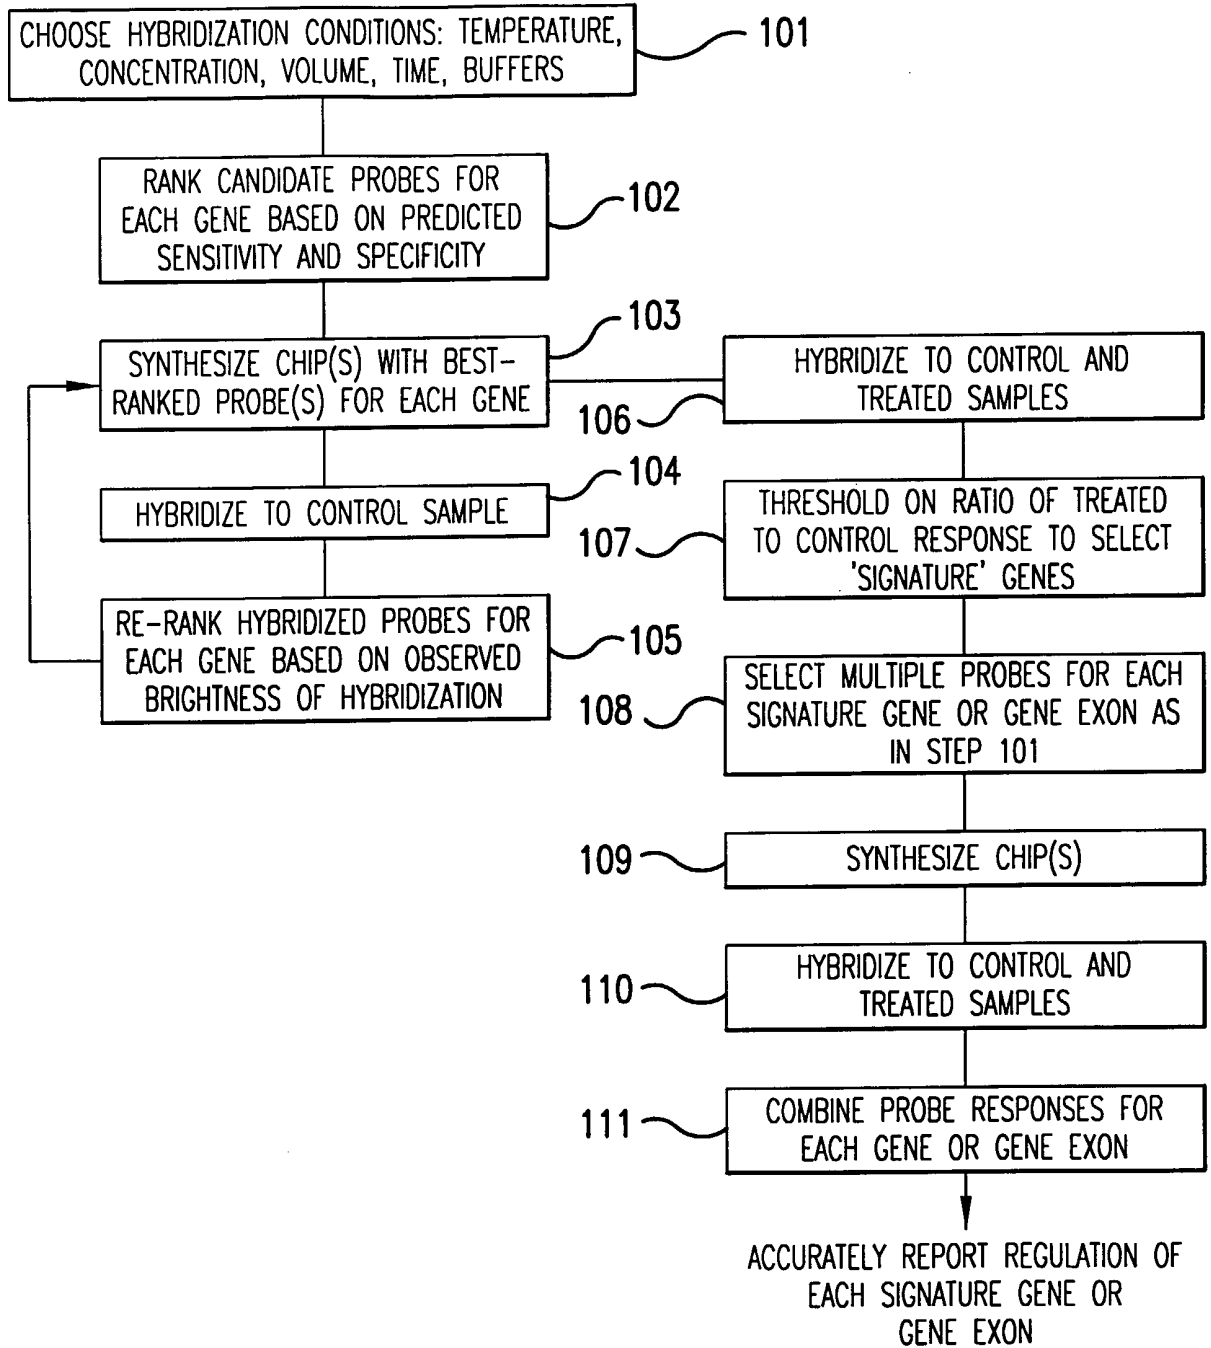 CHOOSE HYBRIDIZATION CONDITIONS: TEMPERATURE,
CONCENTRATION, VOLUME, TIME, BUFFERS
101
RANK CANDIDATE PROBES FOR
EACH GENE BASED ON PREDICTED
SENSITIVITY AND SPECIFICITY
102
SYNTHESIZE CHIP(S) WITH BEST-
RANKED PROBE(S) FOR EACH GENE
103
HYBRIDIZE TO CONTROL SAMPLE
104
RE-RANK HYBRIDIZED PROBES FOR
EACH GENE BASED ON OBSERVED
BRIGHTNESS OF HYBRIDIZATION
105
HYBRIDIZE TO CONTROL AND
TREATED SAMPLES
106
THRESHOLD ON RATIO OF TREATED
TO CONTROL RESPONSE TO SELECT
'SIGNATURE' GENES
107
SELECT MULTIPLE PROBES FOR EACH
SIGNATURE GENE OR GENE EXON AS
IN STEP 101
108
SYNTHESIZE CHIP(S)
109
HYBRIDIZE TO CONTROL AND
TREATED SAMPLES
110
COMBINE PROBE RESPONSES FOR
EACH GENE OR GENE EXON
111
ACCURATELY REPORT REGULATION OF
EACH SIGNATURE GENE OR
GENE EXON